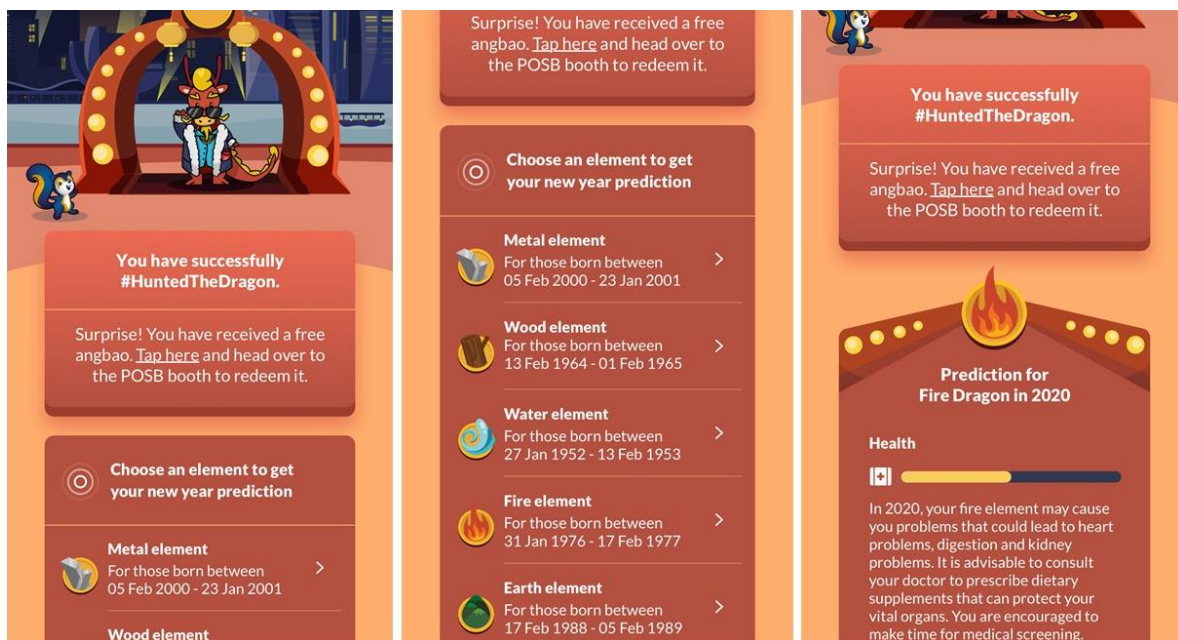 You have successfully
#HuntedTheDragon.
Surprise! You have received a free
angbao. Tap here and head over to
the POSB booth to redeem it.
Choose an element to get
your new year prediction
Metal element
For those born between
05 Feb 2000 - 23 Jan 2001
Wood element
Surprise! You have received a free
angbao. Tap here and head over to
the POSB booth to redeem it.
Choose an element to get
your new year prediction
Metal element
For those born between
05 Feb 2000 - 23 Jan 2001
Wood element
For those born between
13 Feb 1964 - 01 Feb 1965
Water element
For those born between
27 Jan 1952 - 13 Feb 1953
Fire element
For those born between
31 Jan 1976 - 17 Feb 1977
Earth element
For those born between
17 Feb 1988 - 05 Feb 1989
You have successfully
#HuntedTheDragon.
Surprise! You have received a free
angbao. Tap here and head over to
the POSB booth to redeem it.
Prediction for
Fire Dragon in 2020
Health
In 2020, your fire element may cause
you problems that could lead to heart
problems, digestion and kidney
problems. It is advisable to consult
your doctor to prescribe dietary
supplements that can protect your
vital organs. You are encouraged to
make time for medical screening.